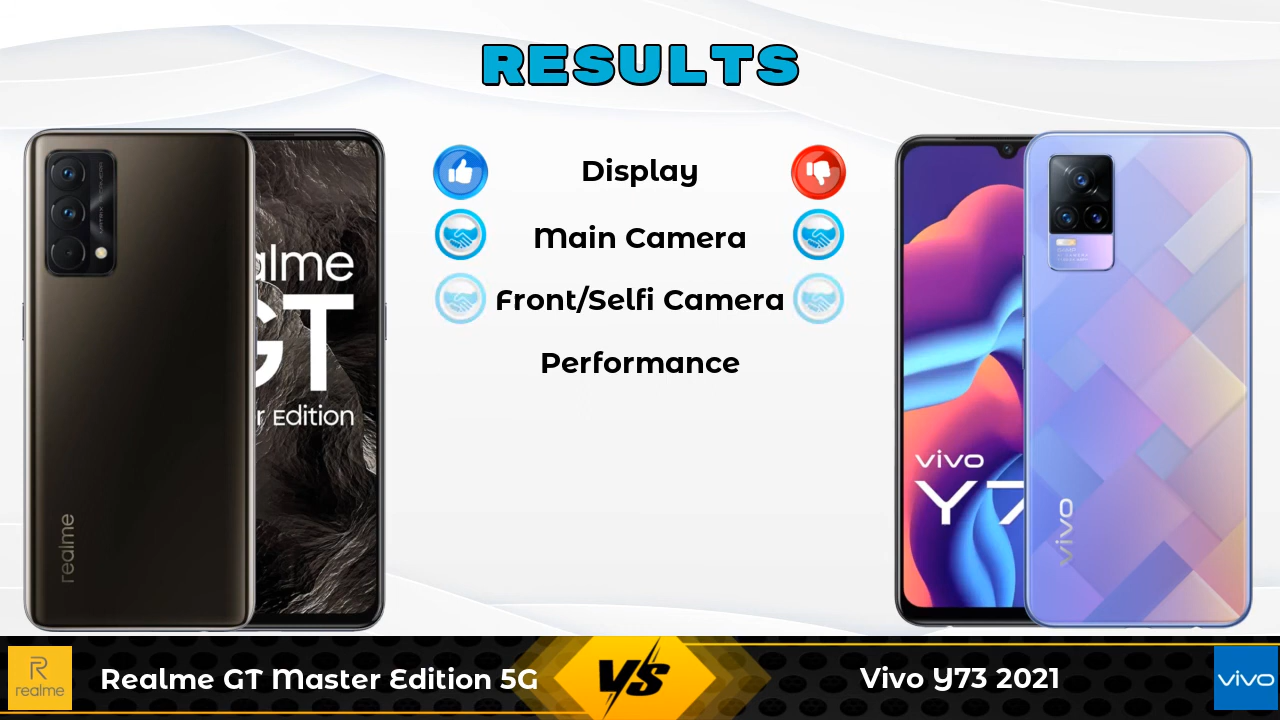 RESULTS
Display
Main Camera
Front/Selfi Camera
Performance
alme
GT
r Edition
realme
vivo
Y7
vivo
R
realme
Realme GT Master Edition 5G
VS
Vivo Y73 2021
vivo